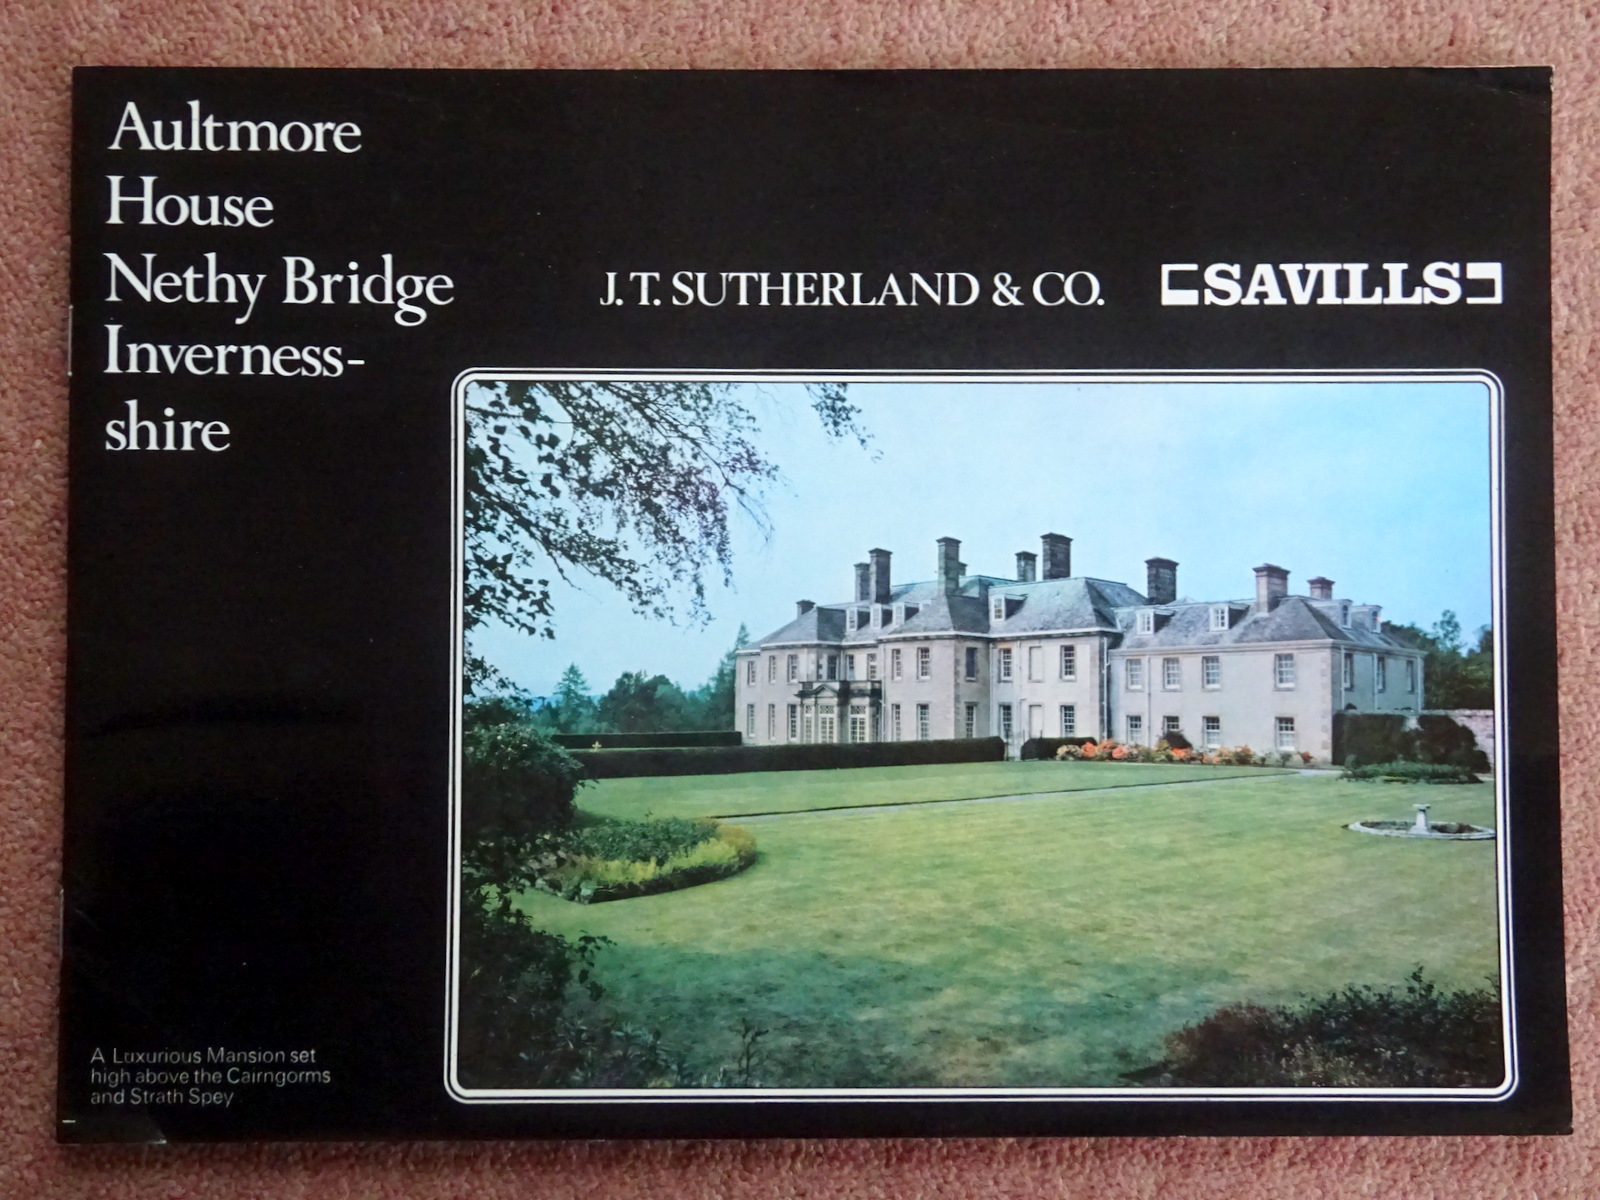 Aultmore
House
Nethy Bridge
Inverness-
shire
J. T. SUTHERLAND & CO.
SAVILLS
A Luxurious Mansion set
high above the Cairngorms
and Strath Spey